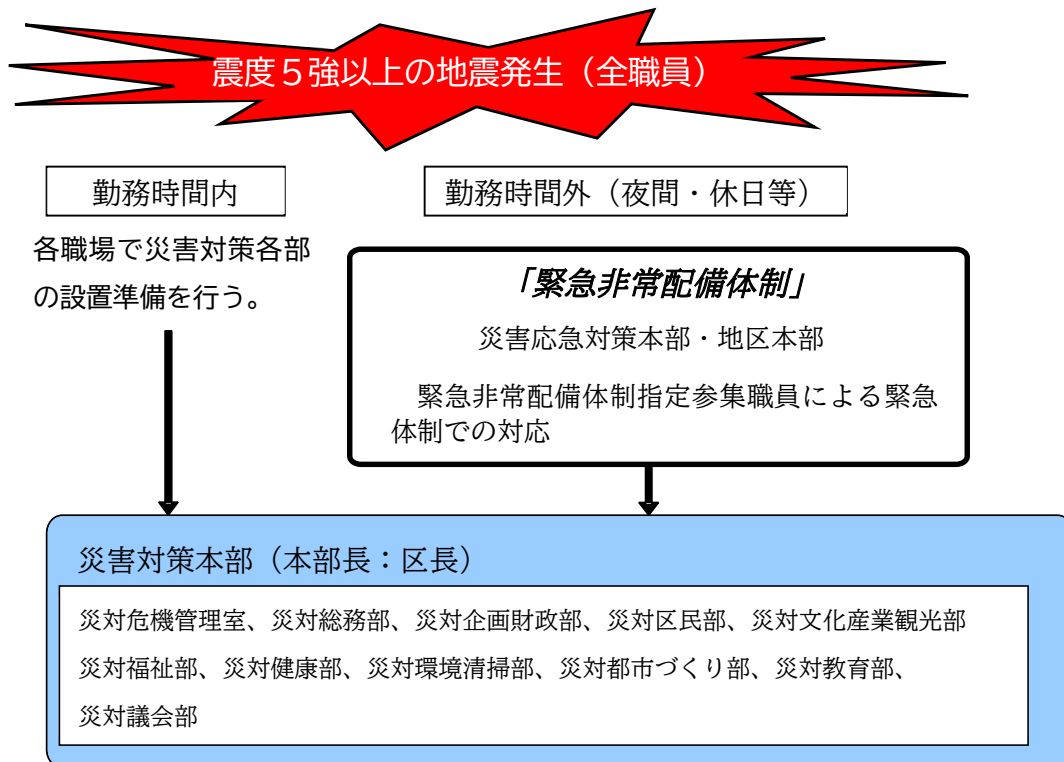 震度５強以上の地震発生（全職員）
勤務時間内
勤務時間外（夜間・休日等）
各職場で災害対策各部
の設置準備を行う。
「緊急非常配備体制」
災害応急対策本部・地区本部
緊急非常配備体制指定参集職員による緊急
体制での対応
災害対策本部（本部長：区長）
災対危機管理室、災対総務部、災対企画財政部、災対区民部、災対文化産業観光部
災対福祉部、災対健康部、災対環境清掃部、災対都市づくり部、災対教育部、
災対議会部